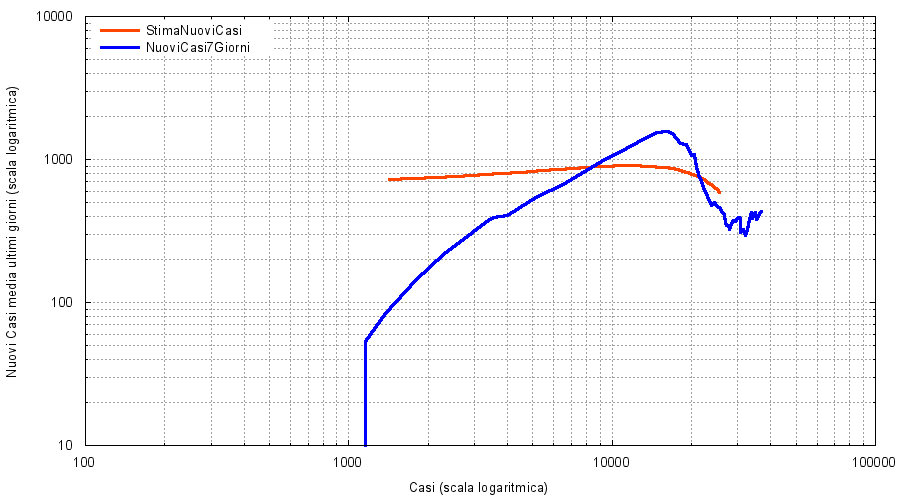 10000
1000
100
10
100
1000
10000
100000
StimaNuoviCasi
NuoviCasi7Giorni
Nuovi Casi media ultimi giorni (scala logaritmica)
Casi (scala logaritmica)